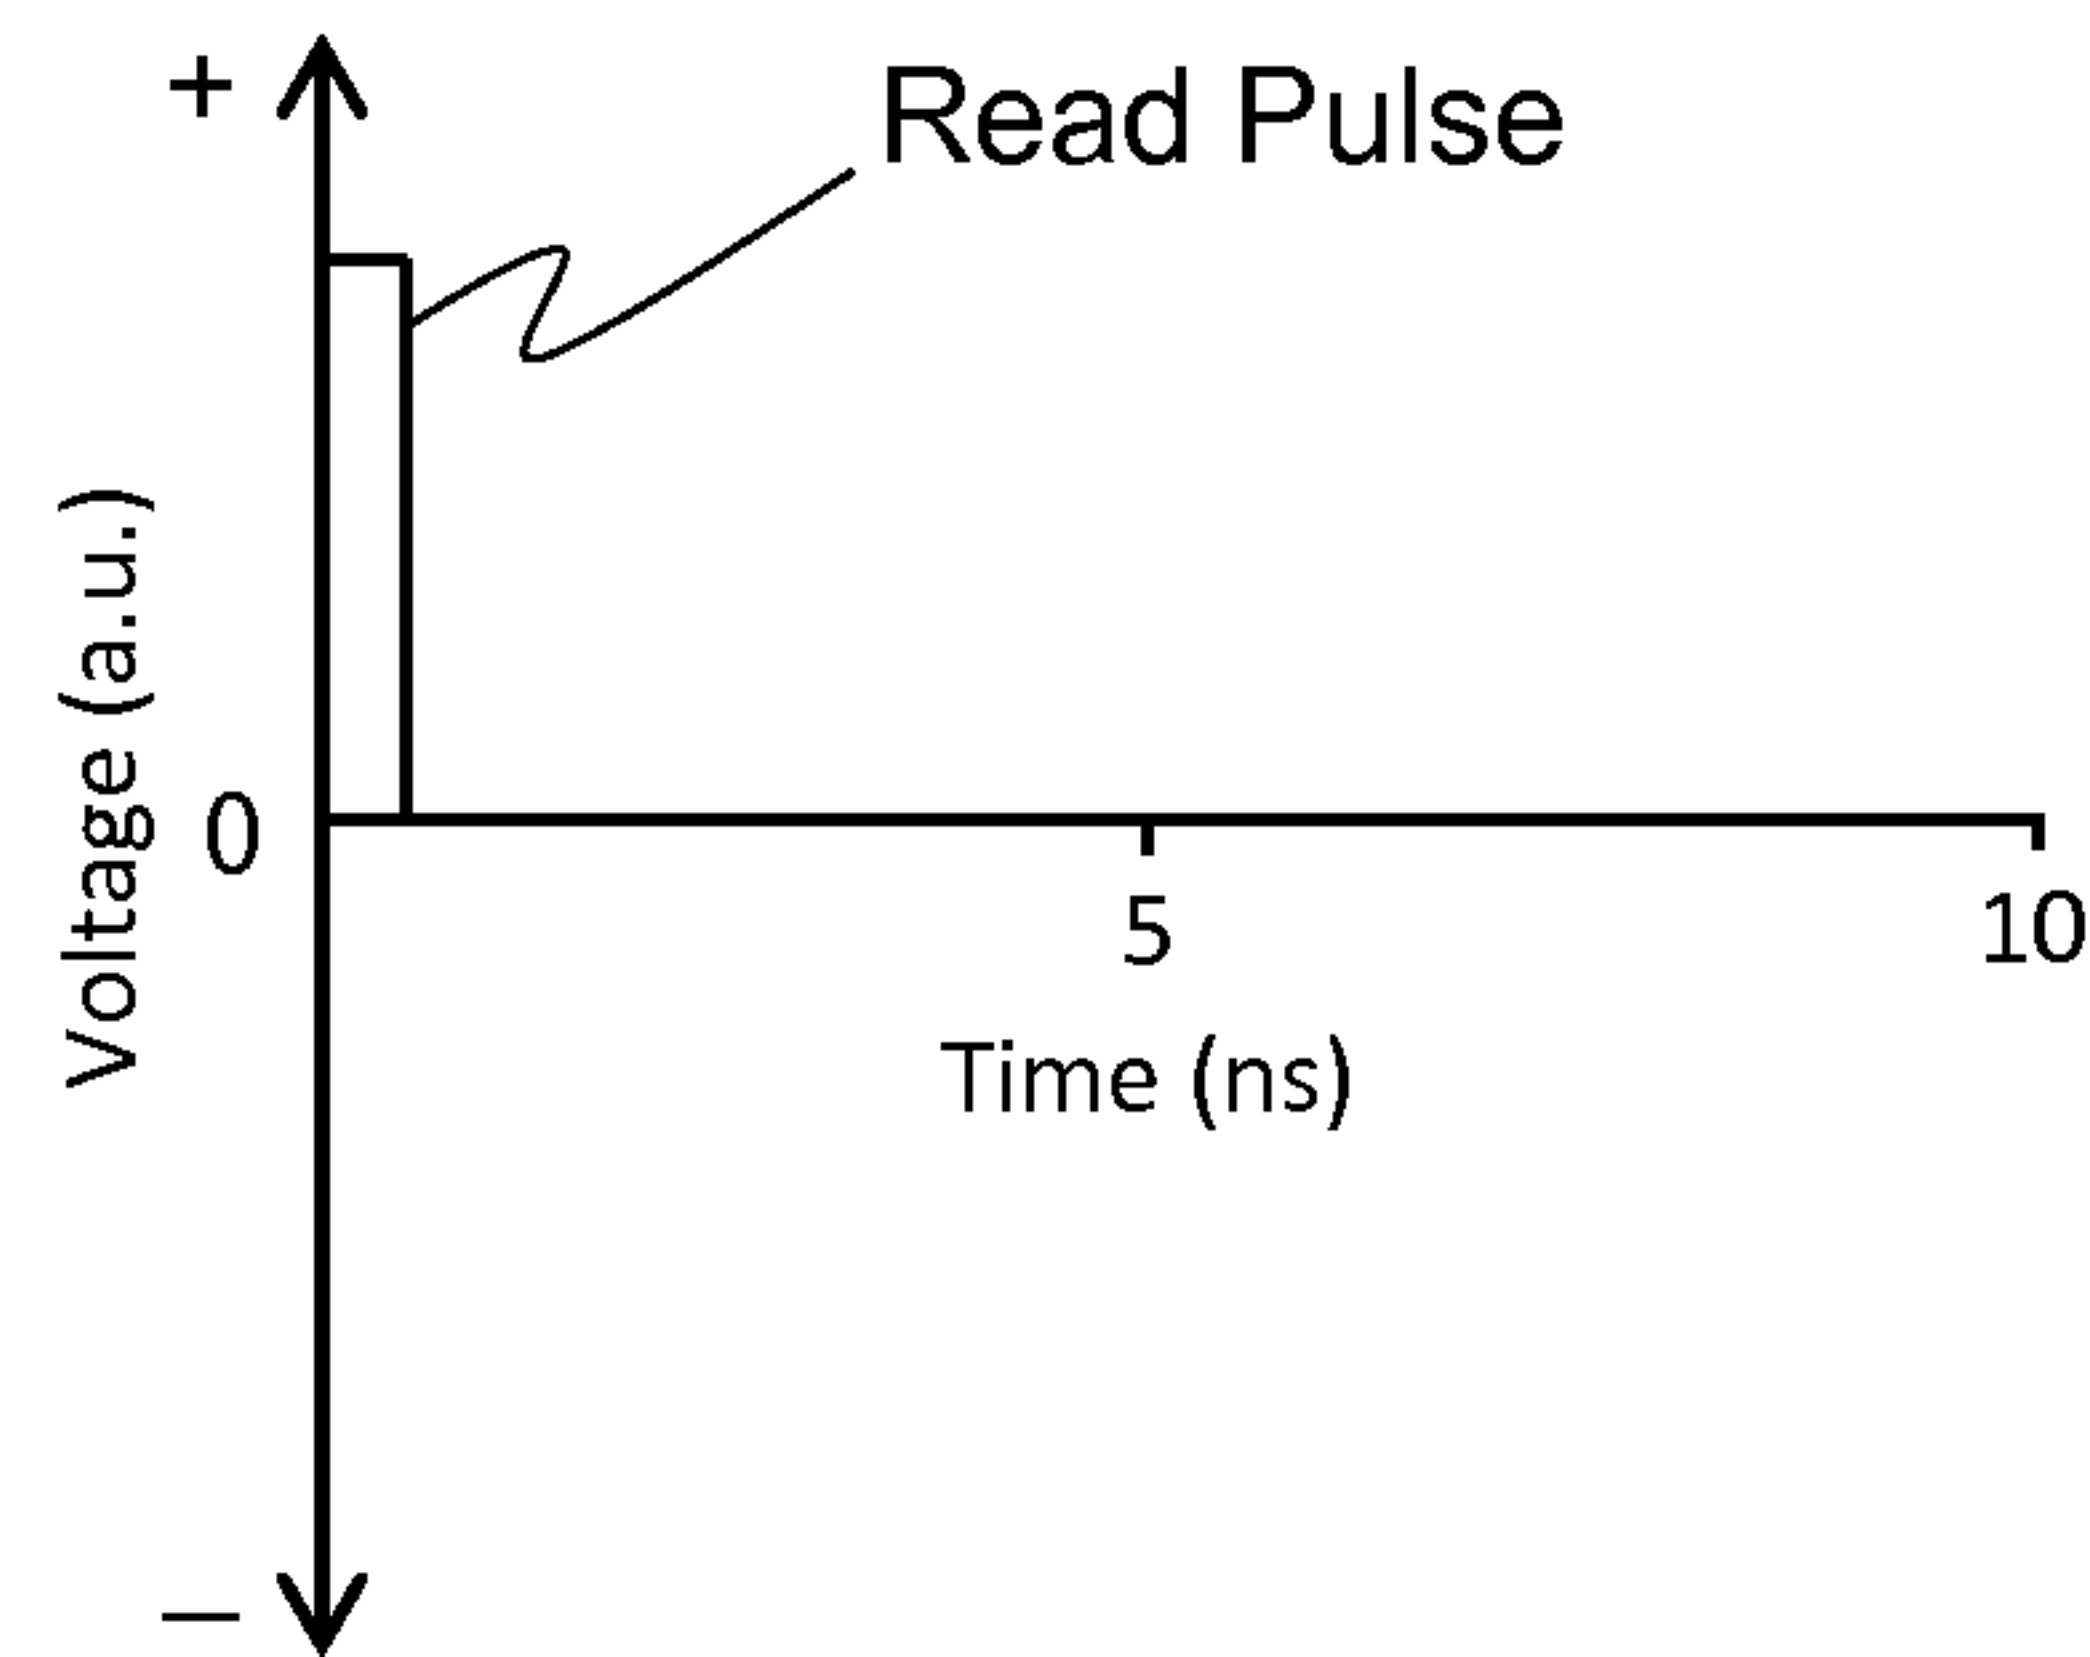 +
Read Pulse
Voltage (a.u.)
0
5
10
Time (ns)
—